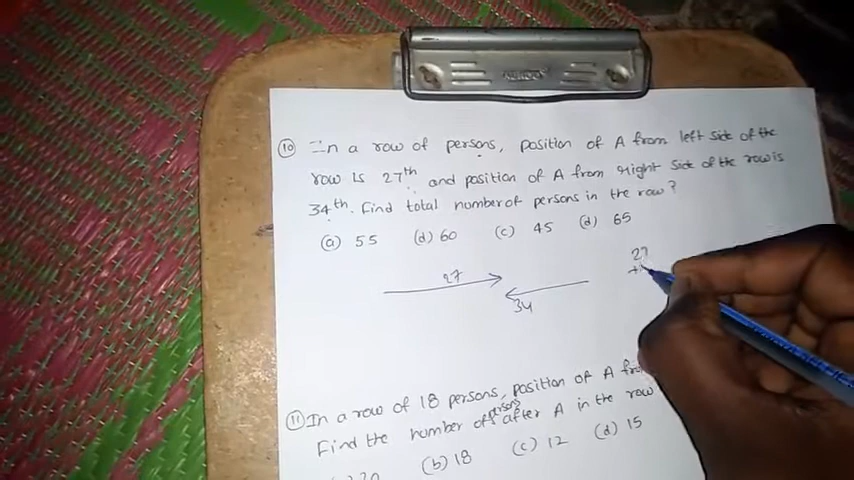 (10) In a row of persons, position of A from left side of the
row is 27th and position of A from right side of the row is
34th. Find total number of persons in the row?
(a) 55 (d) 60 (c) 45 (d) 65
27
34
27
(11) In a row of 18 persons, position of A
Find the number of persons after A in the row
(b) 18 (c) 12 (d) 15